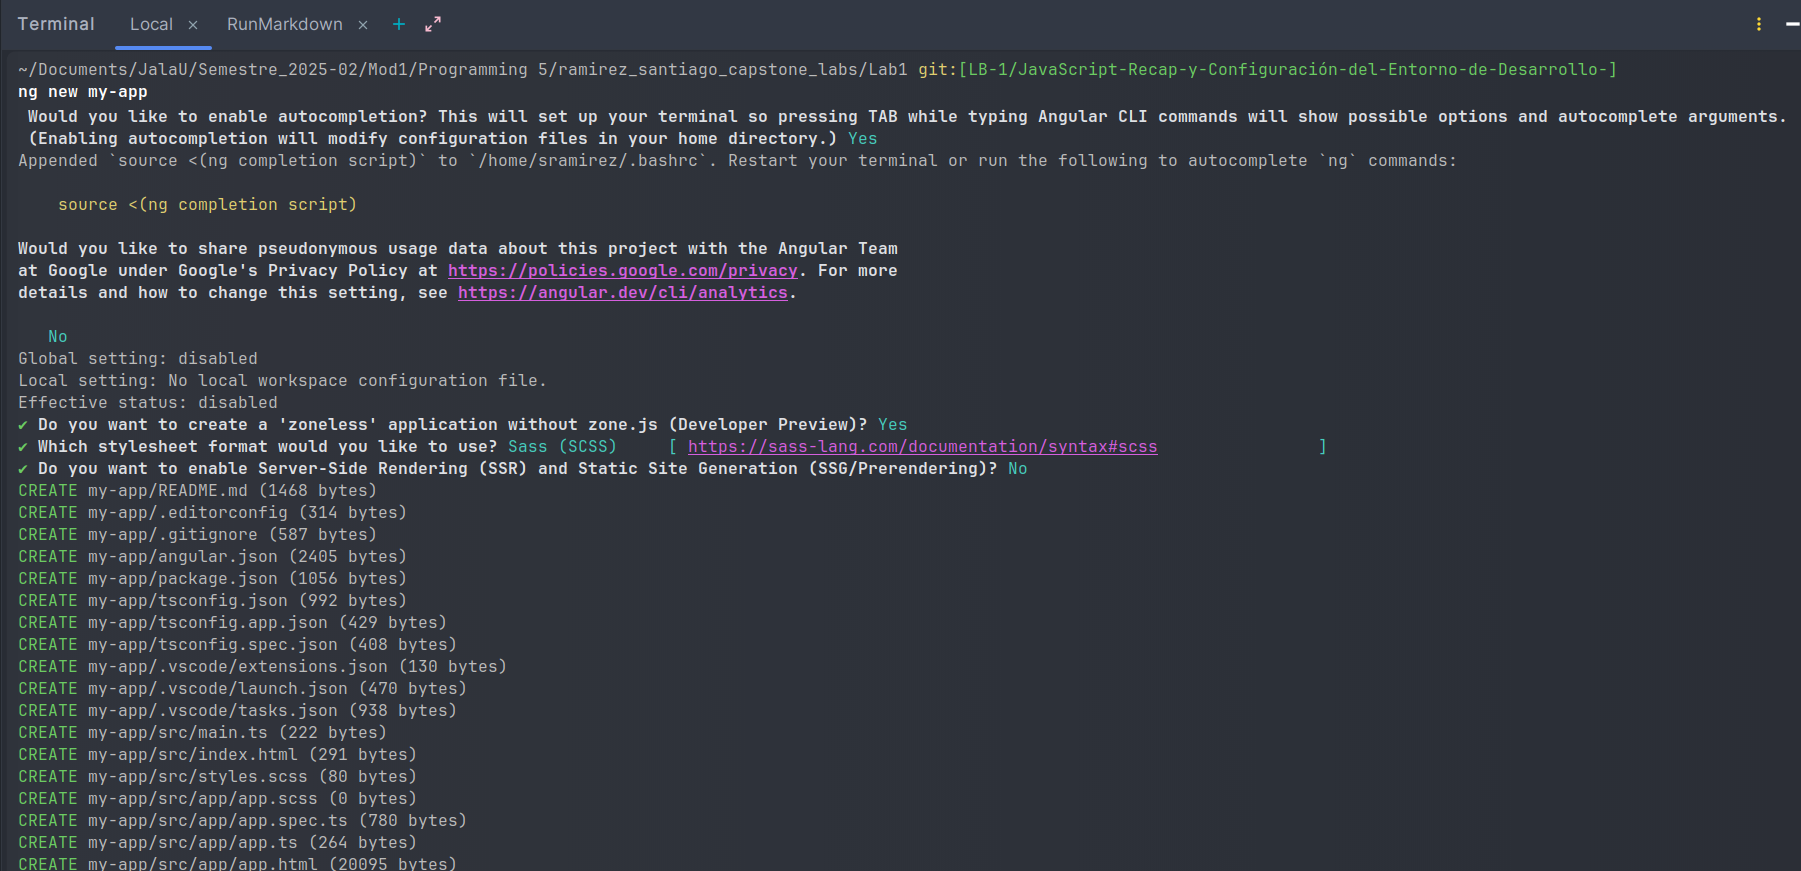 Terminal Local × RunMarkdown × +
~/Documents/JalaU/Semestre_2025-02/Mod1/Programming 5/ramirez_santiago_capstone_labs/Lab1 git:[LB-1/JavaScript-Recap-y-Configuración-del-Entorno-de-Desarrollo-]
ng new my-app
Would you like to enable autocompletion? This will set up your terminal so pressing TAB while typing Angular CLI commands will show possible options and autocomplete arguments.
(Enabling autocompletion will modify configuration files in your home directory.) Yes
Appended `source <(ng completion script)` to `/home/sramirez/.bashrc`. Restart your terminal or run the following to autocomplete `ng` commands:
source <(ng completion script)
Would you like to share pseudonymous usage data about this project with the Angular Team
at Google under Google's Privacy Policy at https://policies.google.com/privacy. For more
details and how to change this setting, see https://angular.dev/cli/analytics.
No
Global setting: disabled
Local setting: No local workspace configuration file.
Effective status: disabled
✔ Do you want to create a 'zoneless' application without zone.js (Developer Preview)? Yes
✔ Which stylesheet format would you like to use? Sass (SCSS) [ https://sass-lang.com/documentation/syntax#scss ]
✔ Do you want to enable Server-Side Rendering (SSR) and Static Site Generation (SSG/Prerendering)? No
CREATE my-app/README.md (1468 bytes)
CREATE my-app/.editorconfig (314 bytes)
CREATE my-app/.gitignore (587 bytes)
CREATE my-app/angular.json (2405 bytes)
CREATE my-app/package.json (1056 bytes)
CREATE my-app/tsconfig.json (992 bytes)
CREATE my-app/tsconfig.app.json (429 bytes)
CREATE my-app/tsconfig.spec.json (408 bytes)
CREATE my-app/.vscode/extensions.json (130 bytes)
CREATE my-app/.vscode/launch.json (470 bytes)
CREATE my-app/.vscode/tasks.json (938 bytes)
CREATE my-app/src/main.ts (222 bytes)
CREATE my-app/src/index.html (291 bytes)
CREATE my-app/src/styles.scss (80 bytes)
CREATE my-app/src/app/app.scss (0 bytes)
CREATE my-app/src/app/app.spec.ts (780 bytes)
CREATE my-app/src/app/app.ts (264 bytes)
CREATE my-app/src/app/app.html (20095 bytes)